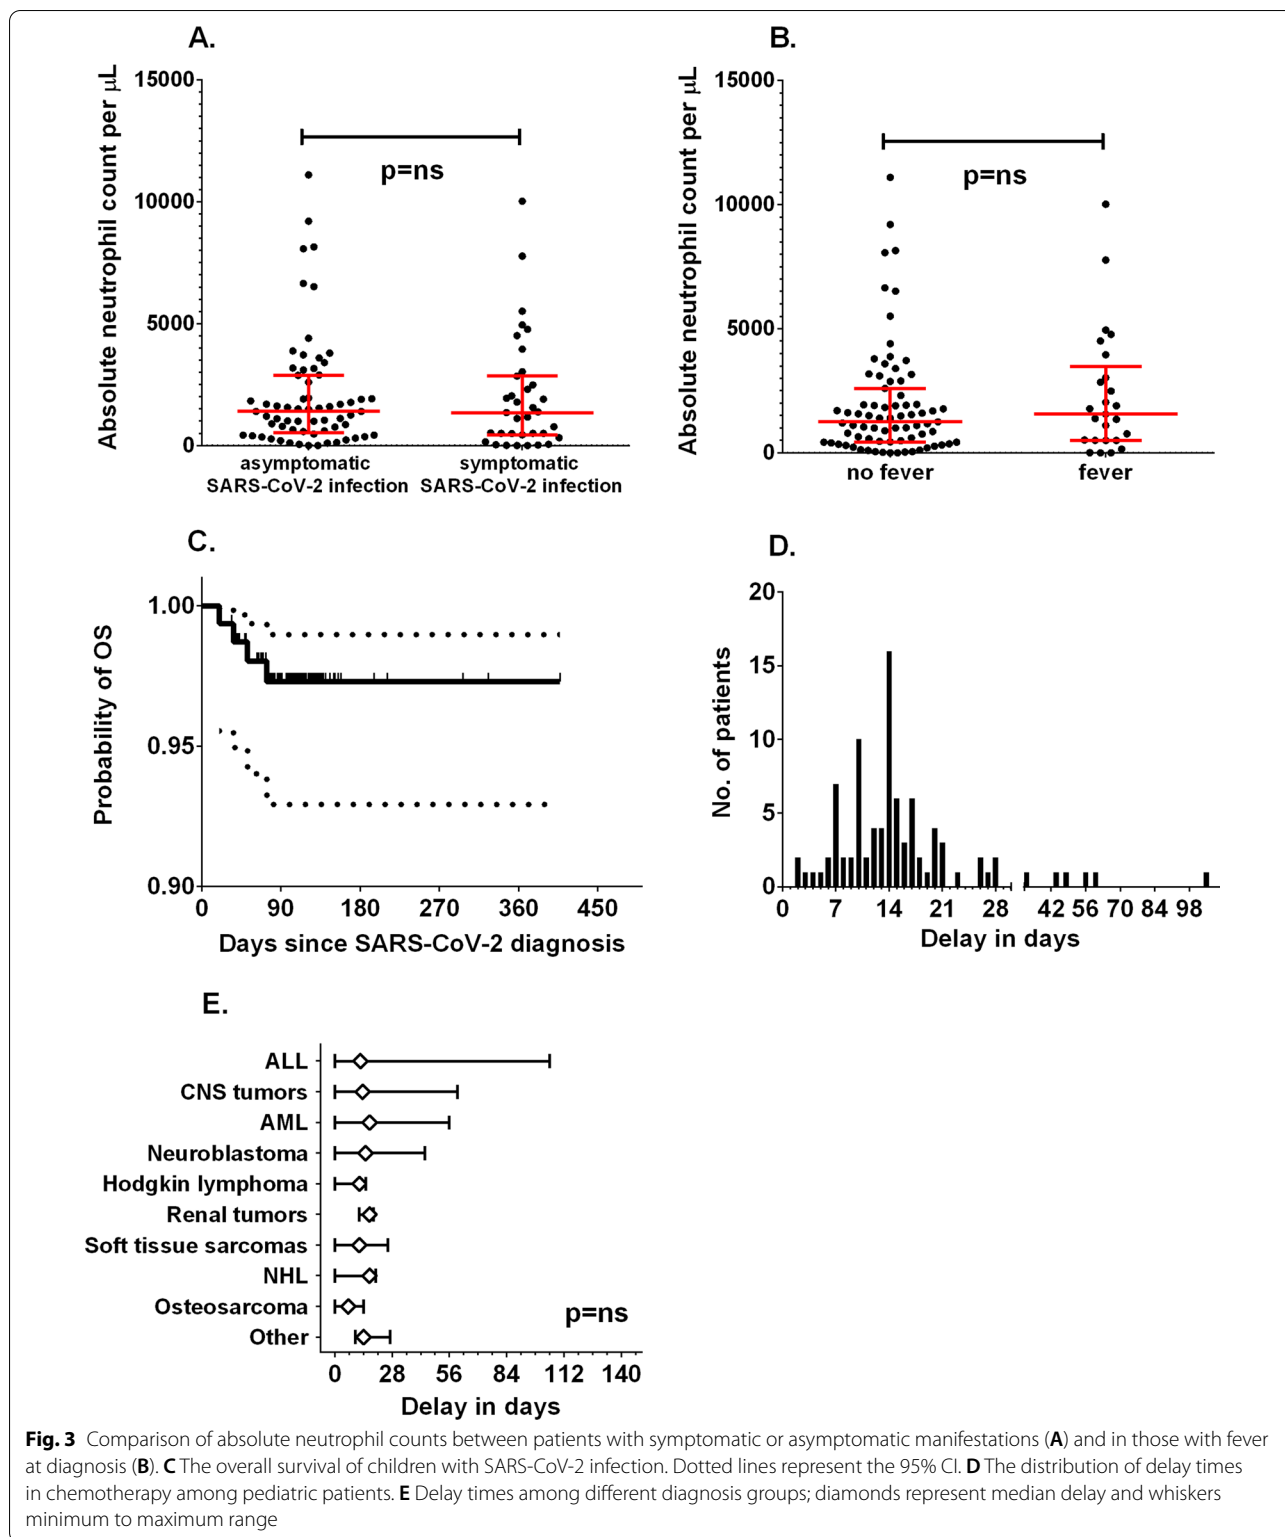 A.
Absolute neutrophil count per μL
15000
10000
5000
0
p=ns
asymptomatic
SARS-CoV-2 infection
symptomatic
SARS-CoV-2 infection
B.
Absolute neutrophil count per μL
15000
10000
5000
0
p=ns
no fever
fever
C.
Probability of OS
1.00
0.95
0.90
0 90 180 270 360 450
Days since SARS-CoV-2 diagnosis
D.
No. of patients
20
15
10
5
0
0 7 14 21 28 42 56 70 84 98
Delay in days
E.
ALL
CNS tumors
AML
Neuroblastoma
Hodgkin lymphoma
Renal tumors
Soft tissue sarcomas
NHL
Osteosarcoma
Other
p=ns
0 28 56 84 112 140
Delay in days
Fig. 3 Comparison of absolute neutrophil counts between patients with symptomatic or asymptomatic manifestations (A) and in those with fever
at diagnosis (B). C The overall survival of children with SARS-CoV-2 infection. Dotted lines represent the 95% CI. D The distribution of delay times
in chemotherapy among pediatric patients. E Delay times among different diagnosis groups; diamonds represent median delay and whiskers
minimum to maximum range